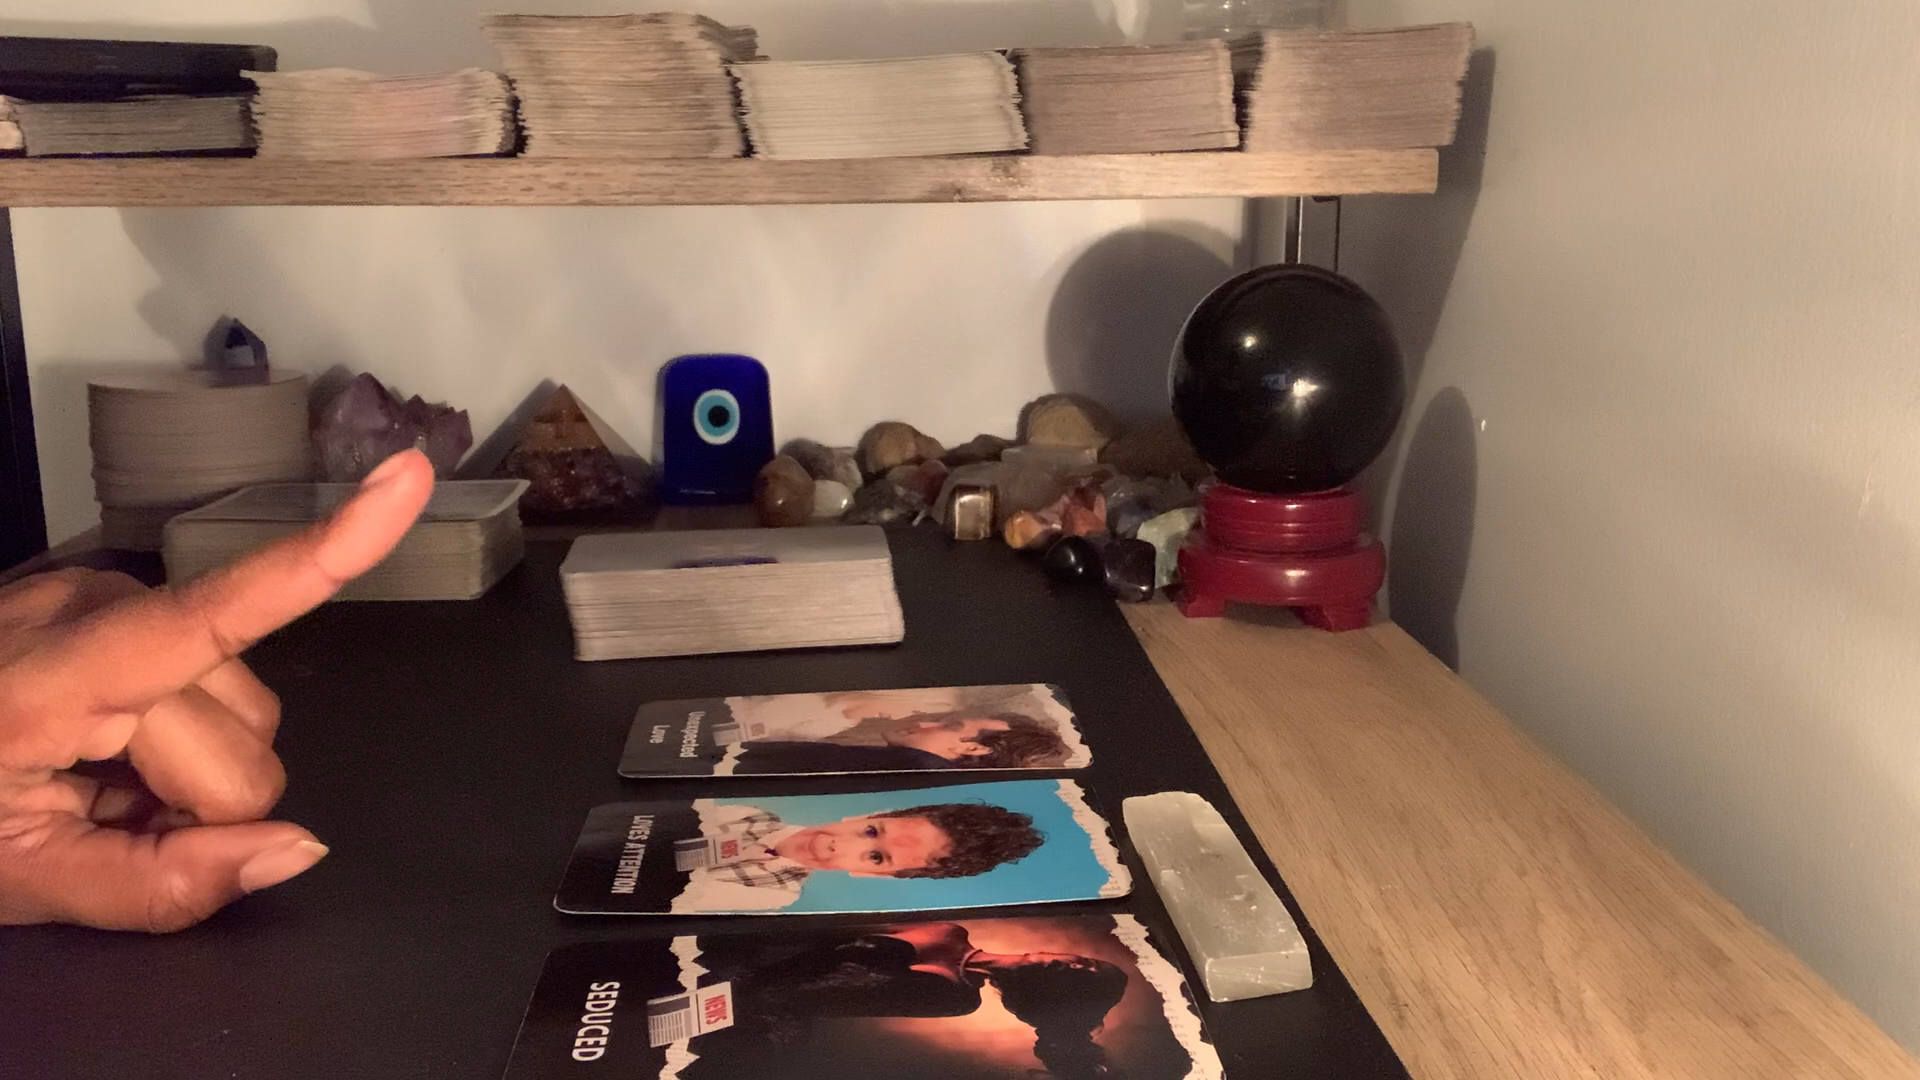 Unexpected
Love
LOVES ATTENTION
NEWS
SEDUCED
NEWS